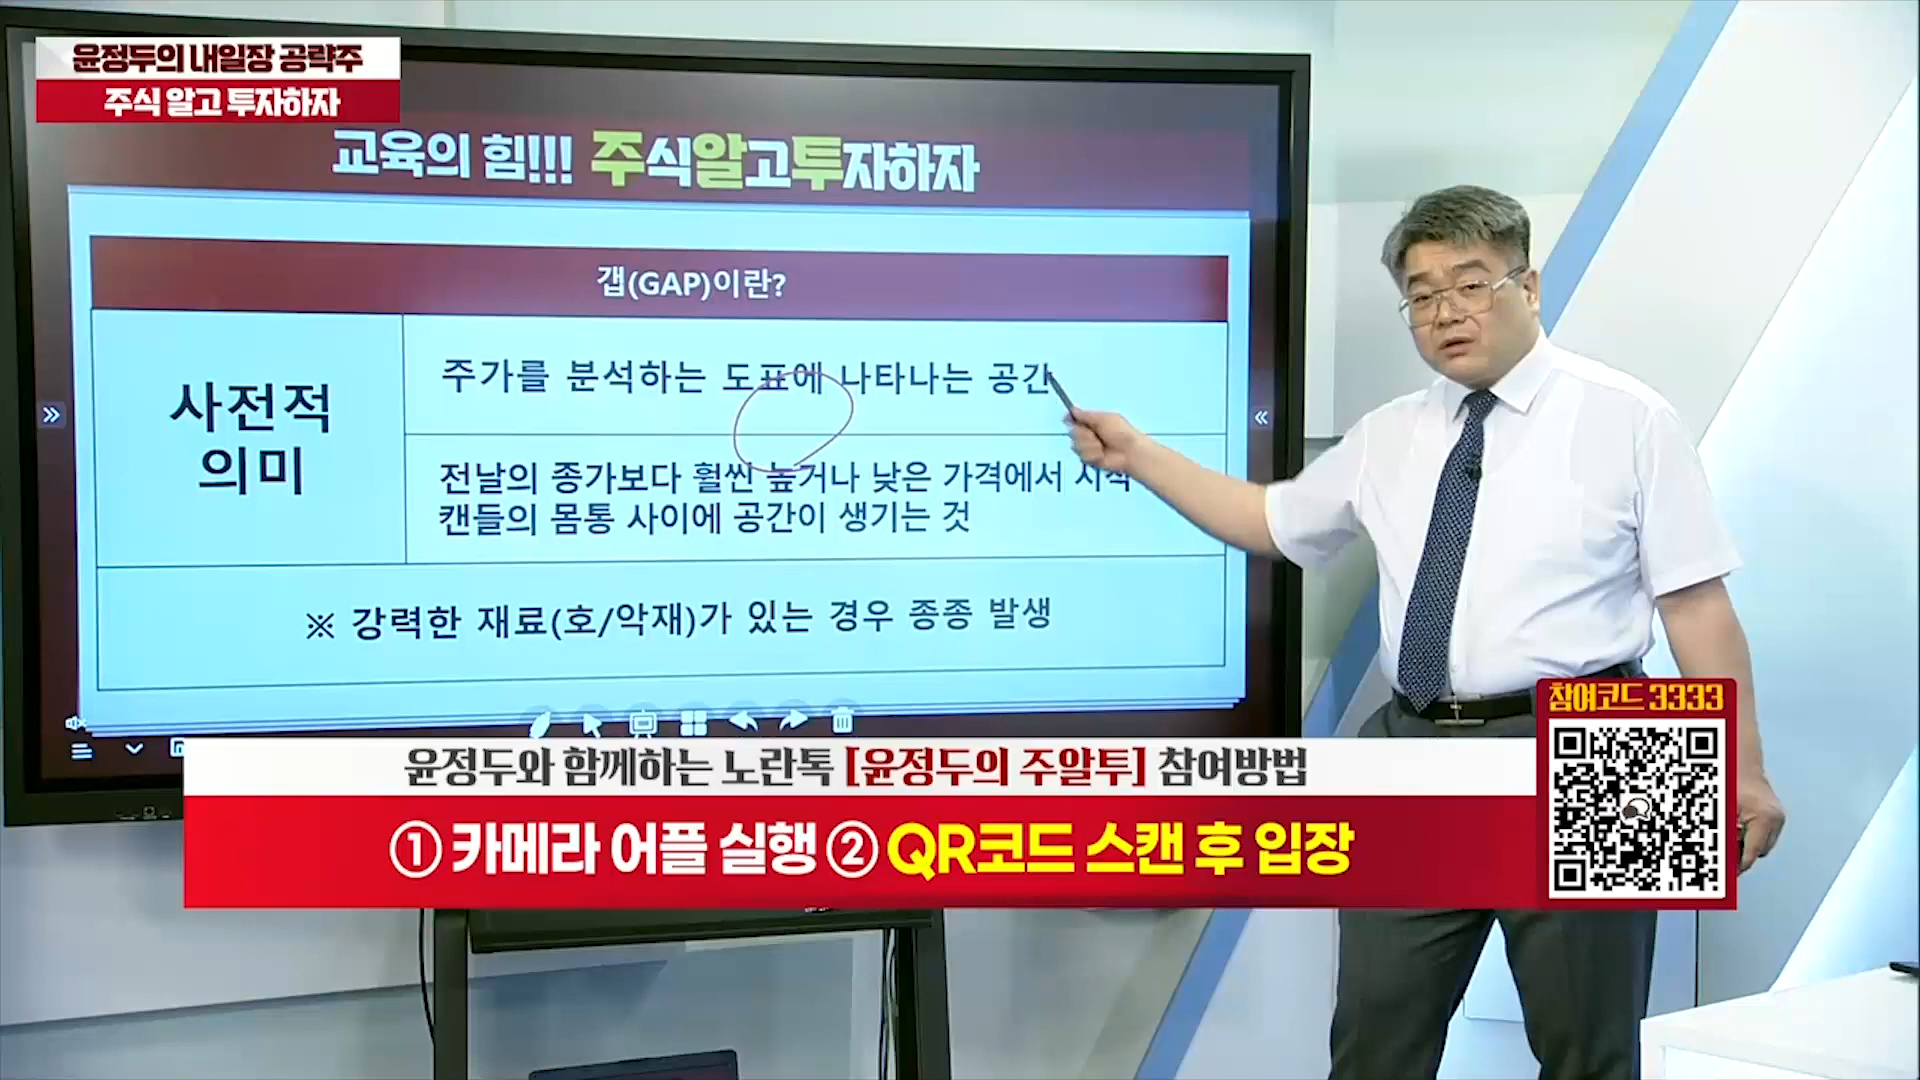 윤정두의 내일장 공략주
주식 알고 투자하자
교육의 힘!!! 주식알고투자하자
갭(GAP)이란?
사전적
의미
주가를 분석하는 도표에 나타나는 공간
전날의 종가보다 훨씬 높거나 낮은 가격에서 시작
캔들의 몸통 사이에 공간이 생기는 것
※ 강력한 재료(호/악재)가 있는 경우 종종 발생
참여코드 3333
윤정두와 함께하는 노란톡 [윤정두의 주알투] 참여방법
① 카메라 어플 실행 ② QR코드 스캔 후 입장